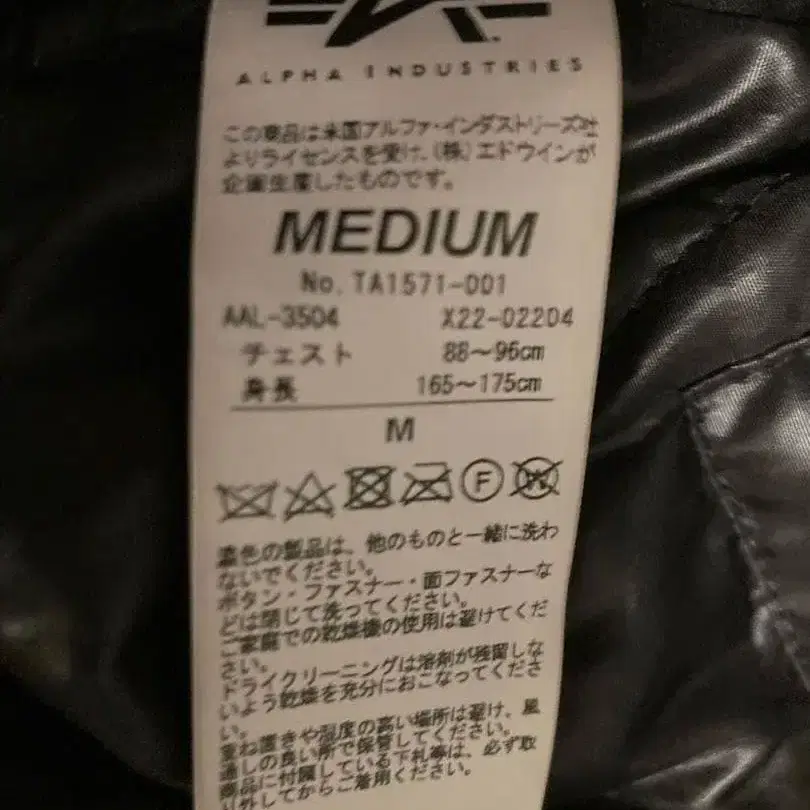 ALPHA INDUSTRIES
この商品は米国アルファ・インダストリーズ社
よりライセンスを受け、(株)エドウインが
企画生産したものです。
MEDIUM
No. TA1571-001
AAL-3504 X22-02204
チェスト 88〜96cm
身長 165〜175cm
M
F W
濃色の製品は、他のものと一緒に洗わ
ないでください。
ボタン・ファスナー・面ファスナーな
どは閉じて洗ってください。
ご家庭での乾燥機の使用は避けてくだ
さい。
ドライクリーニングは溶剤が残留しな
いよう乾燥を充分におこなってくださ
い。
重ね置きや湿度の高い場所は避け、風
通しの良い所で保管してください。
商品に付属している下札等は、必ず取
り外してからご着用ください。